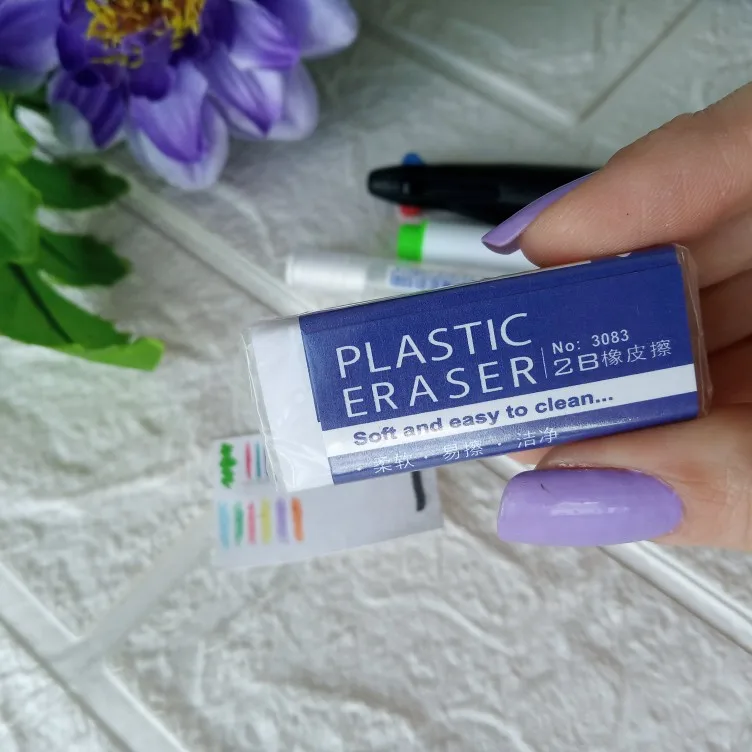 PLASTIC
ERASER
No: 3083
2B橡皮擦
Soft and easy to clean...
· 柔软 · 易擦 · 洁净